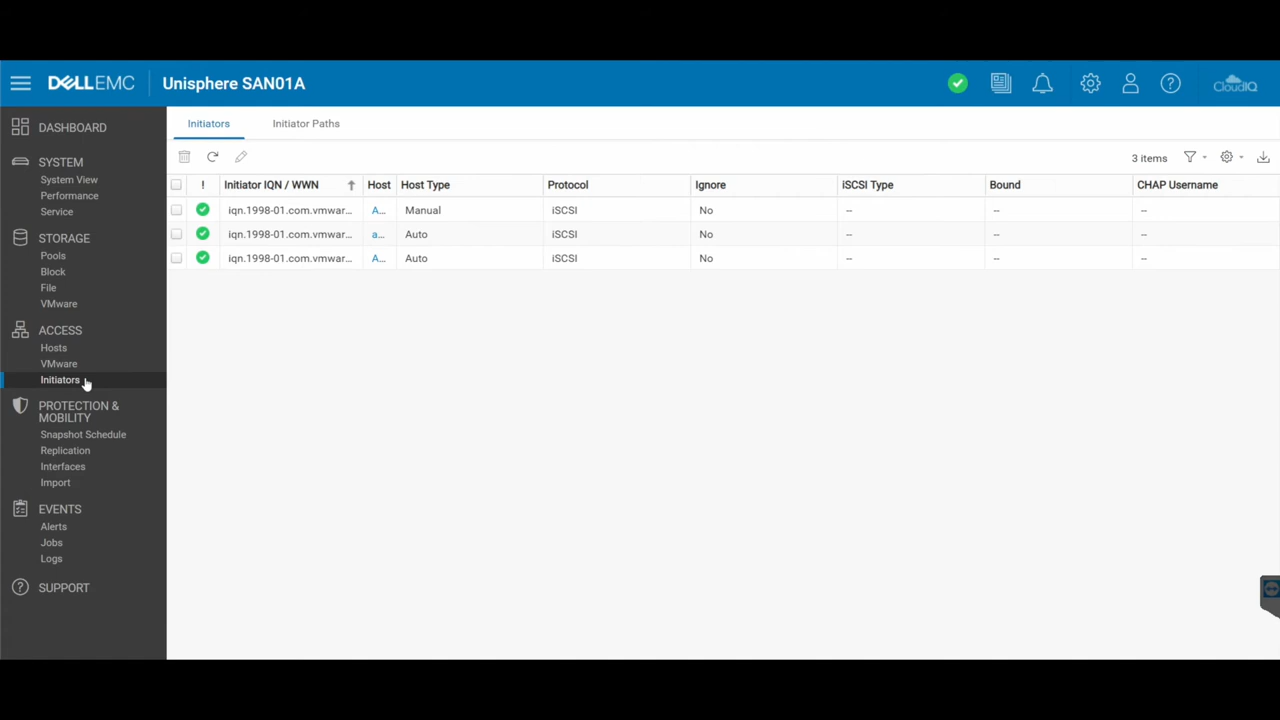 DELLEMC Unisphere SAN01A CloudIQ
DASHBOARD
SYSTEM
System View
Performance
Service
STORAGE
Pools
Block
File
VMware
ACCESS
Hosts
VMware
Initiators
PROTECTION &
MOBILITY
Snapshot Schedule
Replication
Interfaces
Import
EVENTS
Alerts
Jobs
Logs
SUPPORT
Initiators Initiator Paths
3 items
! Initiator IQN / WWN Host Host Type Protocol Ignore iSCSI Type Bound CHAP Username
iqn.1998-01.com.vmwar... A... Manual iSCSI No -- -- --
iqn.1998-01.com.vmwar... a... Auto iSCSI No -- -- --
iqn.1998-01.com.vmwar... A... Auto iSCSI No -- -- --